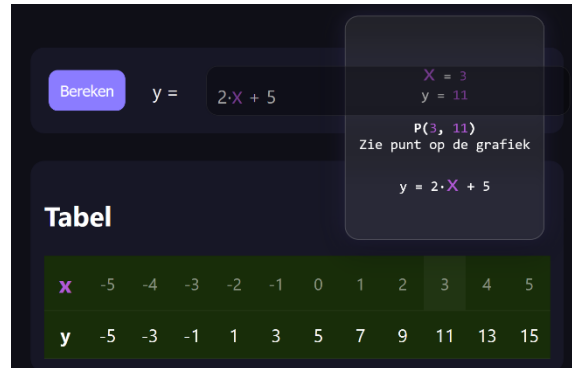 Bereken y = 2·X + 5
X = 3
y = 11
P(3, 11)
Zie punt op de grafiek
y = 2·X + 5
Tabel
x -5 -4 -3 -2 -1 0 1 2 3 4 5
y -5 -3 -1 1 3 5 7 9 11 13 15